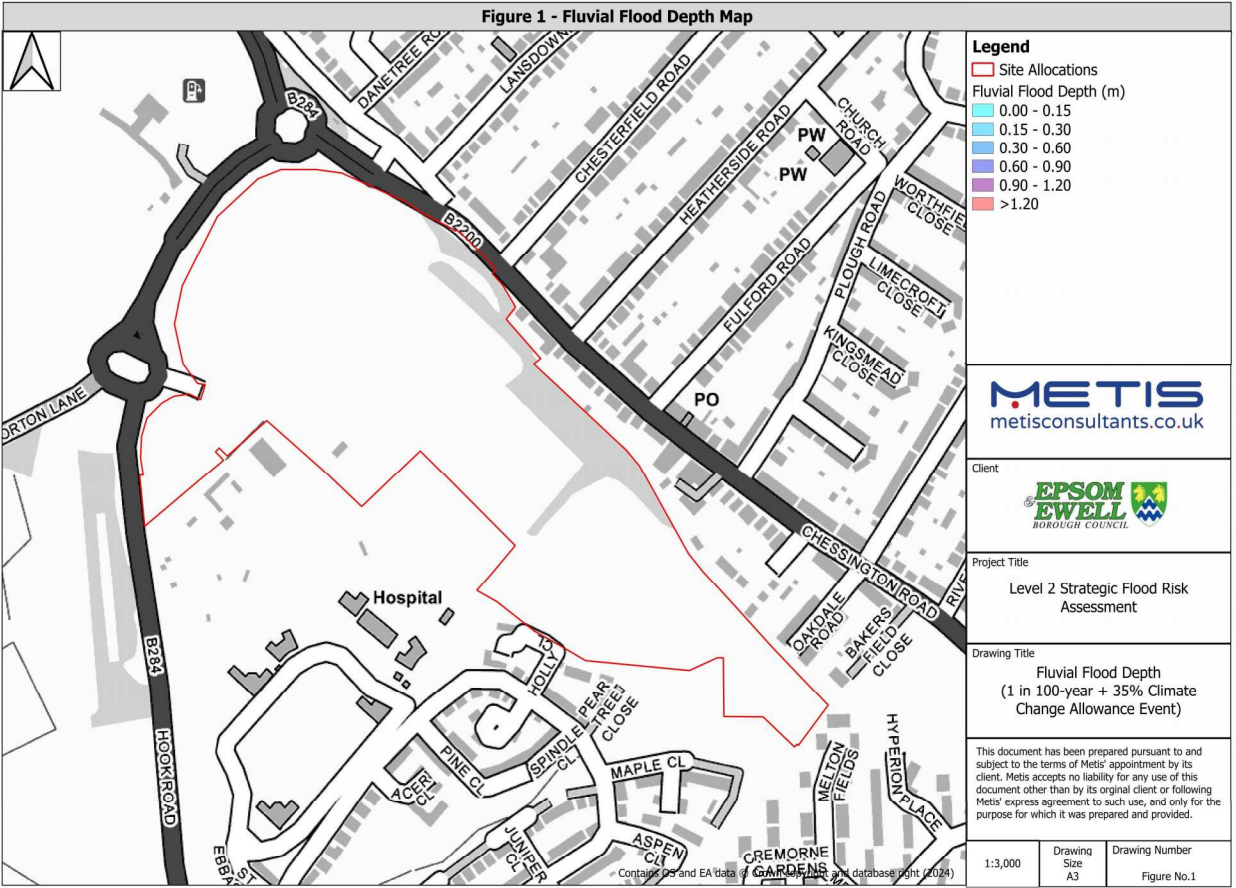 Figure 1 - Fluvial Flood Depth Map
B284
DANETREE RO
LANSDOWN
CHESTERFIELD ROAD
HEATHERSIDE ROAD
CHURCH
ROAD
PW
PW
WORTHFIE
CLOSE
PLOUGH ROAD
LIMECROFT
CLOSE
FULFORD ROAD
KINGSMEAD
CLOSE
B2200
ORTON LANE
PO
CHESSINGTON ROAD
RIVE
OAKDALE
ROAD
BAKERS
FIELD
CLOSE
Hospital
B284
HOOK ROAD
HOLLY
CL
PEAR
TREE
CLOSE
SPINDLE
CL
PINE CL
ACER
CL
MAPLE CL
MELTON
FIELDS
HYPERION PLACE
JUNIPER
CL
ASPEN
CL
CREMORNE
GARDENS
ST
EBBA
Contains OS and EA data © Crown copyright and database right (2024)
Legend
Site Allocations
Fluvial Flood Depth (m)
0.00 - 0.15
0.15 - 0.30
0.30 - 0.60
0.60 - 0.90
0.90 - 1.20
>1.20
METIS
metisconsultants.co.uk
Client
EPSOM
& EWELL
BOROUGH COUNCIL
Project Title
Level 2 Strategic Flood Risk
Assessment
Drawing Title
Fluvial Flood Depth
(1 in 100-year + 35% Climate
Change Allowance Event)
This document has been prepared pursuant to and
subject to the terms of Metis' appointment by its
client. Metis accepts no liability for any use of this
document other than by its orginal client or following
Metis' express agreement to such use, and only for the
purpose for which it was prepared and provided.
1:3,000
Drawing
Size
A3
Drawing Number
Figure No.1